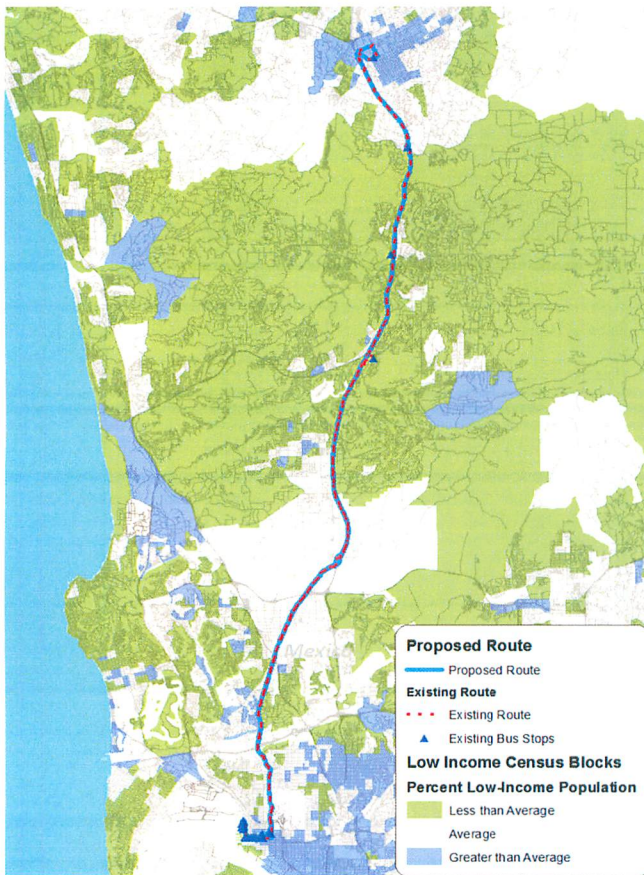 Mexico
Proposed Route
Proposed Route
Existing Route
Existing Route
Existing Bus Stops
Low Income Census Blocks
Percent Low-Income Population
Less than Average
Average
Greater than Average